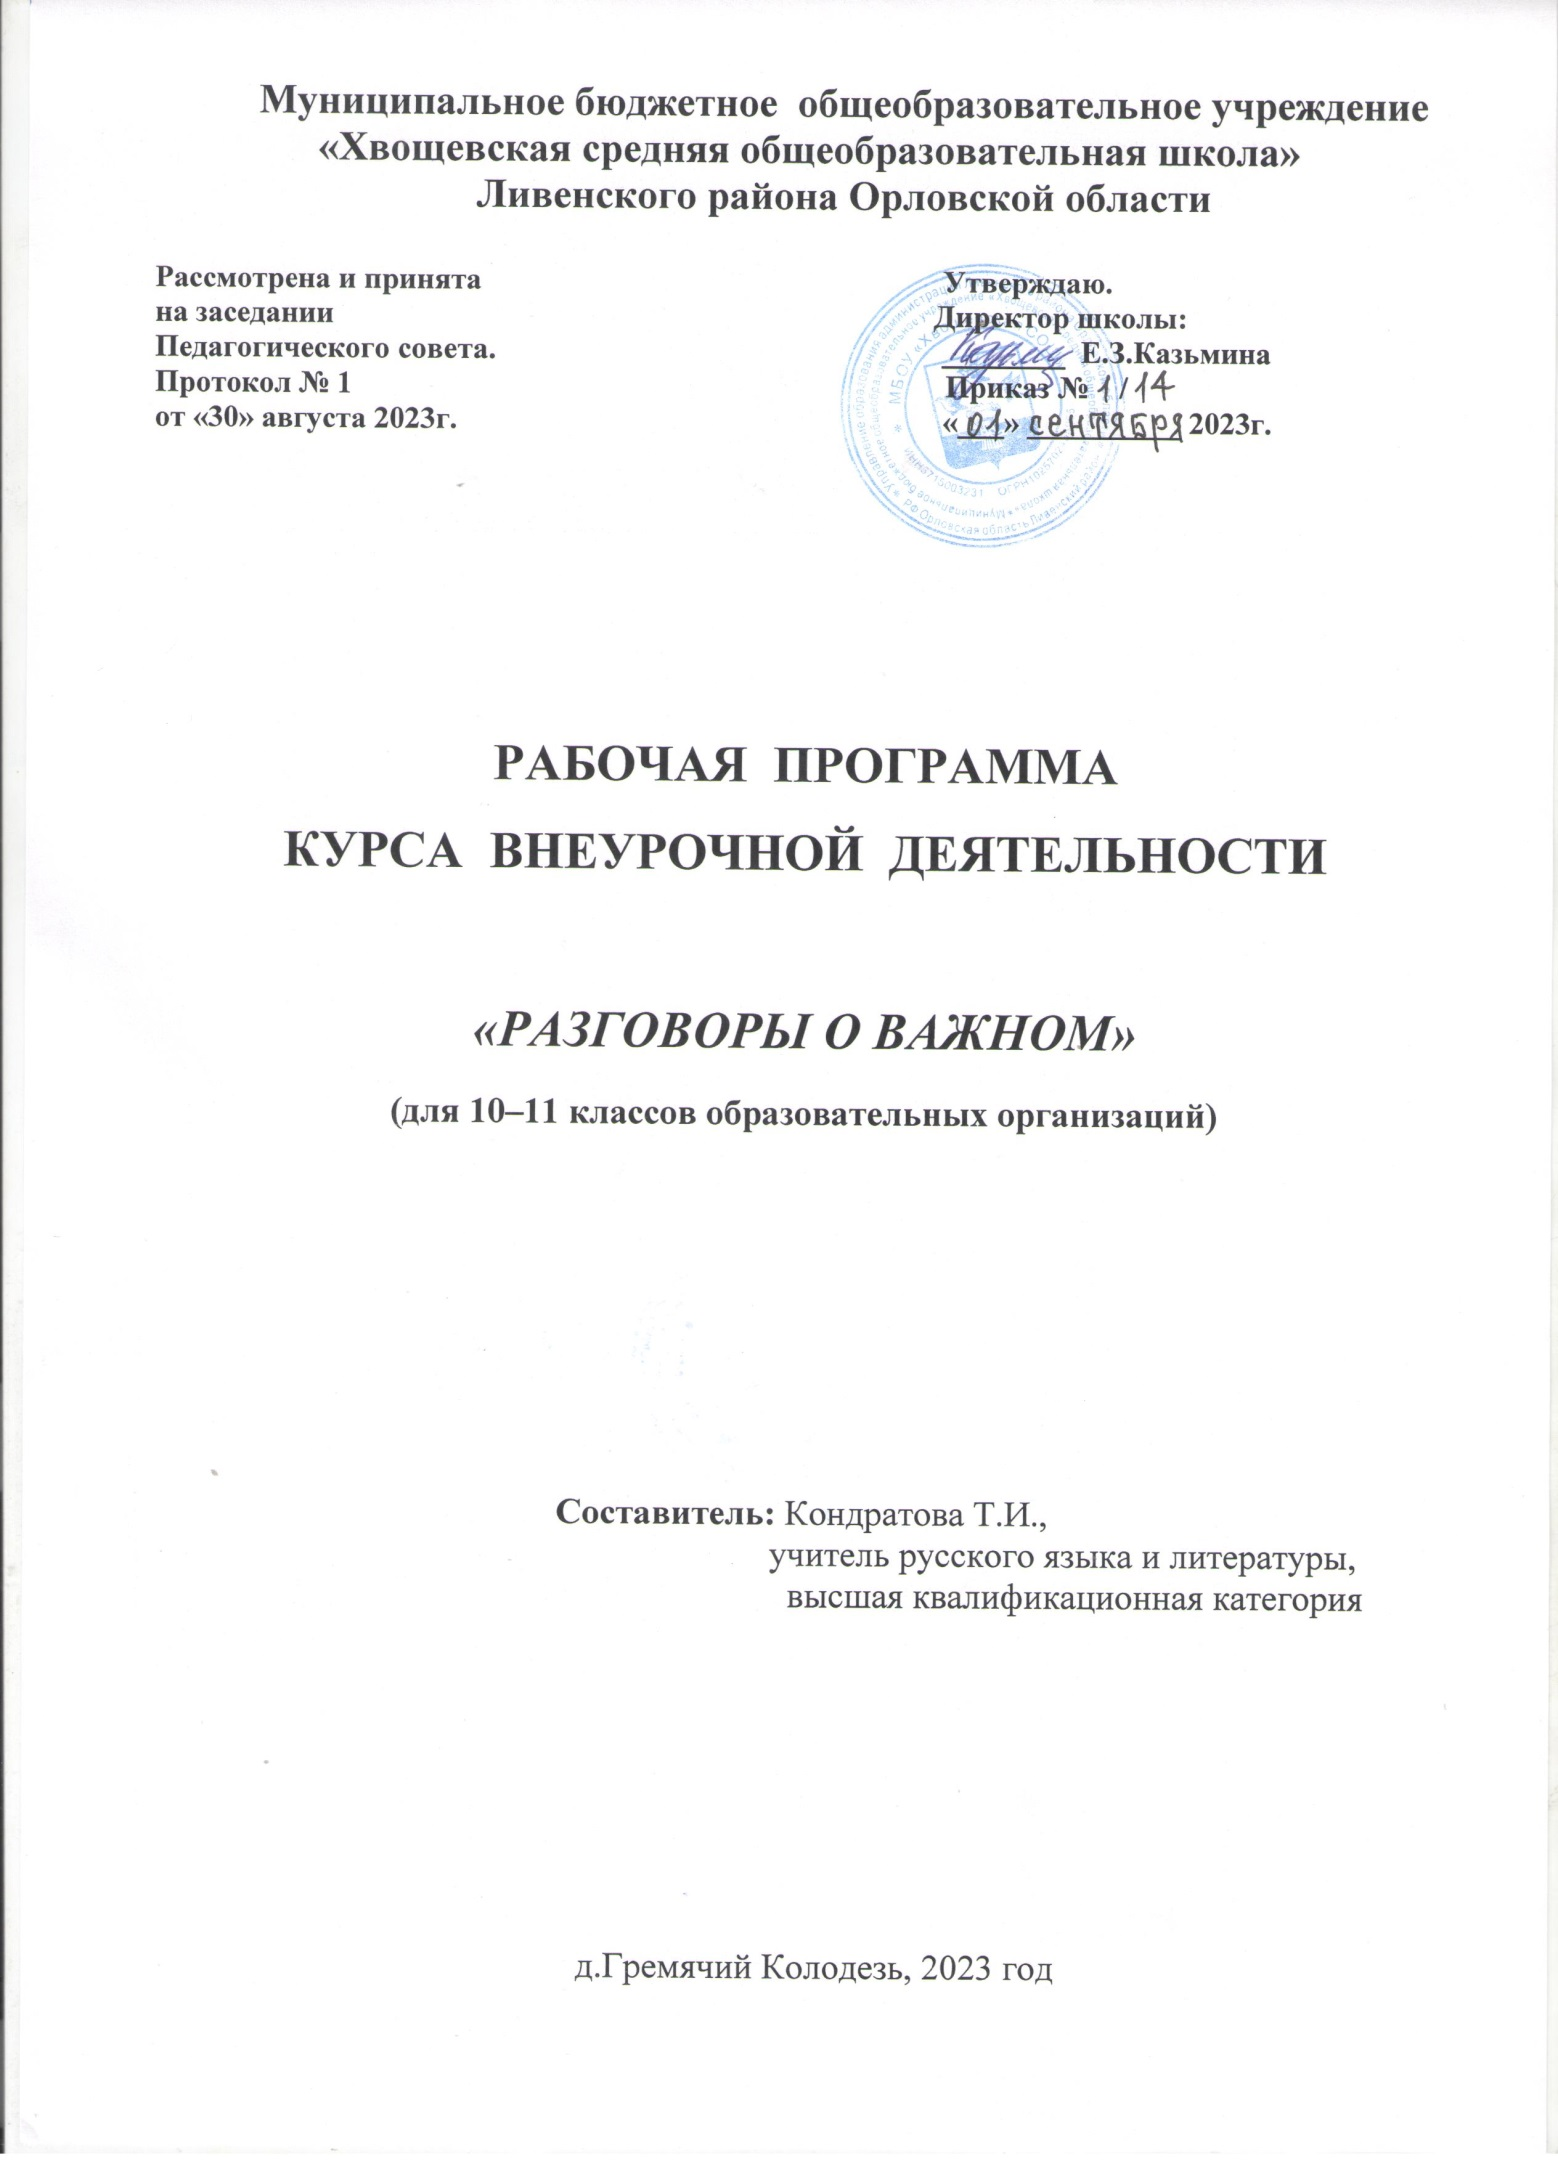 Муниципальное бюджетное общеобразовательное учреждение
«Хвощевская средняя общеобразовательная школа»
Ливенского района Орловской области
Рассмотрена и принята
на заседании
Педагогического совета.
Протокол № 1
от «30» августа 2023г.
Утверждаю.
Директор школы:
Е.З.Казьмина
Приказ № 1/14
«01» сентября 2023г.
РАБОЧАЯ ПРОГРАММА
КУРСА ВНЕУРОЧНОЙ ДЕЯТЕЛЬНОСТИ
«РАЗГОВОРЫ О ВАЖНОМ»
(для 10–11 классов образовательных организаций)
Составитель: Кондратова Т.И.,
учитель русского языка и литературы,
высшая квалификационная категория
д.Гремячий Колодезь, 2023 год